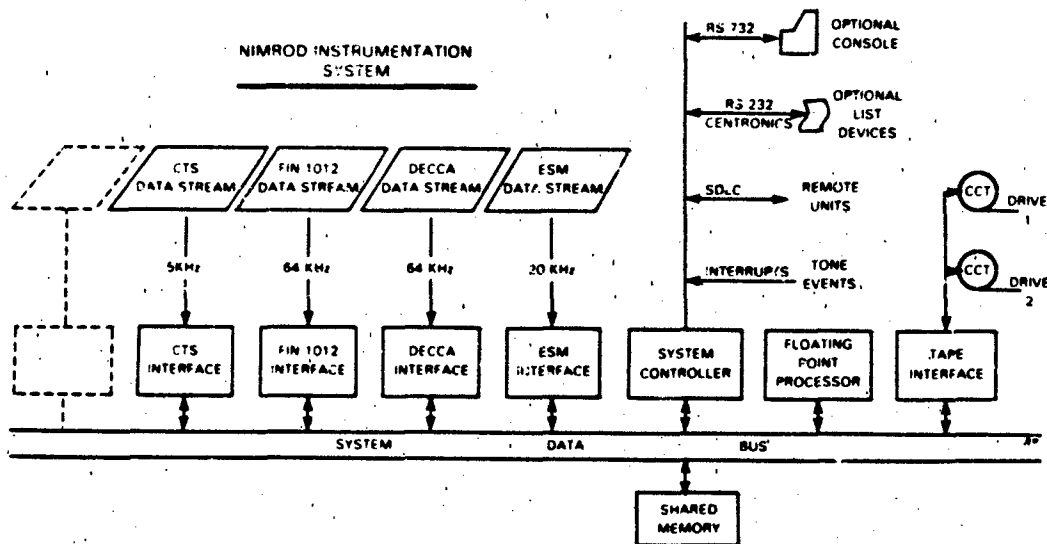 NIMROD INSTRUMENTATION
SYSTEM
RS 732
OPTIONAL
CONSOLE
RS 232
CENTRONICS
OPTIONAL
LIST
DEVICES
CTS
DATA STREAM
FIN 1012
DATA STREAM
DECCA
DATA STREAM
ESM
DATA STREAM
SDLC
REMOTE
UNITS
CCT
DRIVE
1
5KHz
64 KHz
64 KHz
20 KHz
INTERRUPTS
TONE
EVENTS
CCT
DRIVE
2
CTS
INTERFACE
FIN 1012
INTERFACE
DECCA
INTERFACE
ESM
INTERFACE
SYSTEM
CONTROLLER
FLOATING
POINT
PROCESSOR
TAPE
INTERFACE
SYSTEM DATA BUS
SHARED
MEMORY